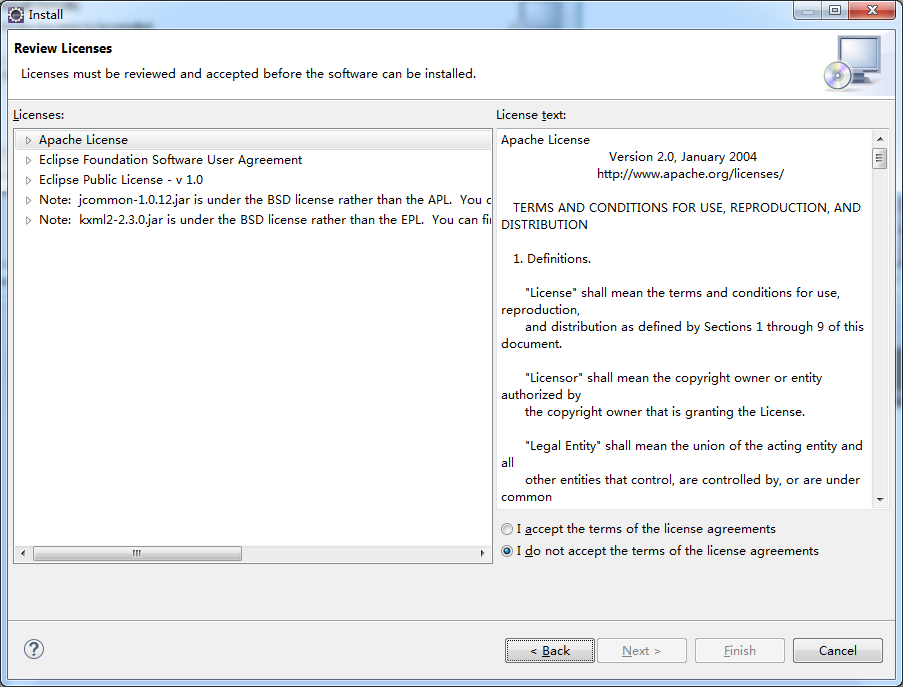 Install
Review Licenses
Licenses must be reviewed and accepted before the software can be installed.
Licenses:
Apache License
Eclipse Foundation Software User Agreement
Eclipse Public License - v 1.0
Note: jcommon-1.0.12.jar is under the BSD license rather than the APL. You c
Note: kxml2-2.3.0.jar is under the BSD license rather than the EPL. You can fi
License text:
Apache License
Version 2.0, January 2004
http://www.apache.org/licenses/
TERMS AND CONDITIONS FOR USE, REPRODUCTION, AND
DISTRIBUTION
1. Definitions.
"License" shall mean the terms and conditions for use,
reproduction,
and distribution as defined by Sections 1 through 9 of this
document.
"Licensor" shall mean the copyright owner or entity
authorized by
the copyright owner that is granting the License.
"Legal Entity" shall mean the union of the acting entity and
all
other entities that control, are controlled by, or are under
common
I accept the terms of the license agreements
I do not accept the terms of the license agreements
?
< Back
Next >
Finish
Cancel